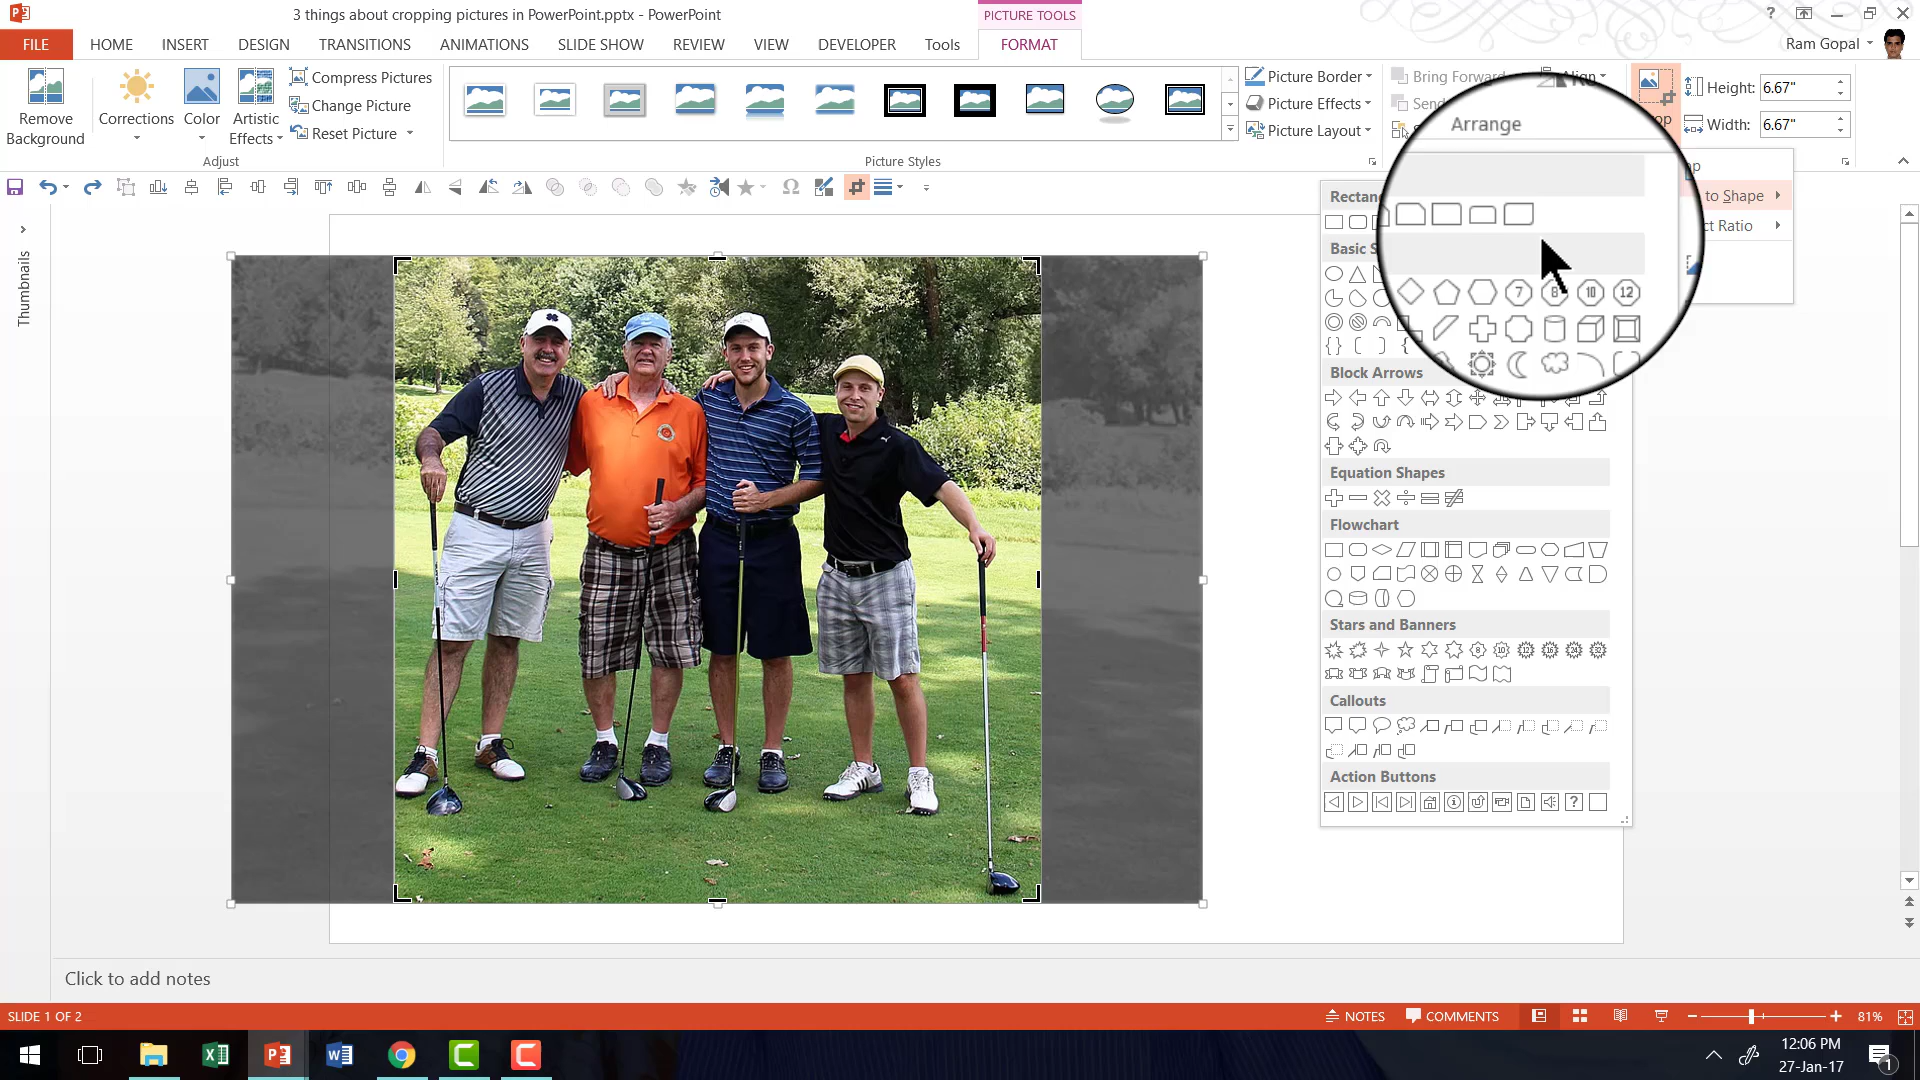 3 things about cropping pictures in PowerPoint.pptx - PowerPoint
PICTURE TOOLS
?
FILE
HOME
INSERT
DESIGN
TRANSITIONS
ANIMATIONS
SLIDE SHOW
REVIEW
VIEW
DEVELOPER
Tools
FORMAT
Ram Gopal
Remove Background
Corrections
Color
Artistic Effects
Compress Pictures
Change Picture
Reset Picture
Adjust
Picture Styles
Picture Border
Picture Effects
Picture Layout
Bring Forward
Align
Arrange
Height: 6.67"
Width: 6.67"
to Shape
Ratio
Thumbnails
Block Arrows
Equation Shapes
Flowchart
Stars and Banners
Callouts
Action Buttons
Click to add notes
SLIDE 1 OF 2
NOTES
COMMENTS
81%
12:06 PM
27-Jan-17
1